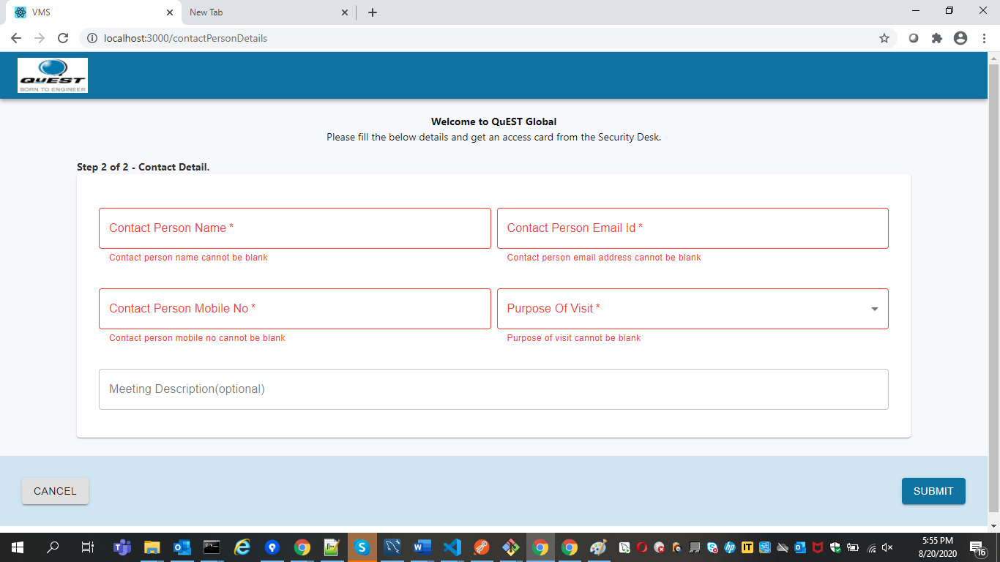 VMS
New Tab
localhost:3000/contactPersonDetails
QuEST
BORN TO ENGINEER
Welcome to QuEST Global
Please fill the below details and get an access card from the Security Desk.
Step 2 of 2 - Contact Detail.
Contact Person Name *
Contact Person Email Id *
Contact person name cannot be blank
Contact person email address cannot be blank
Contact Person Mobile No *
Purpose Of Visit *
Contact person mobile no cannot be blank
Purpose of visit cannot be blank
Meeting Description(optional)
CANCEL
SUBMIT
5:55 PM
8/20/2020
16